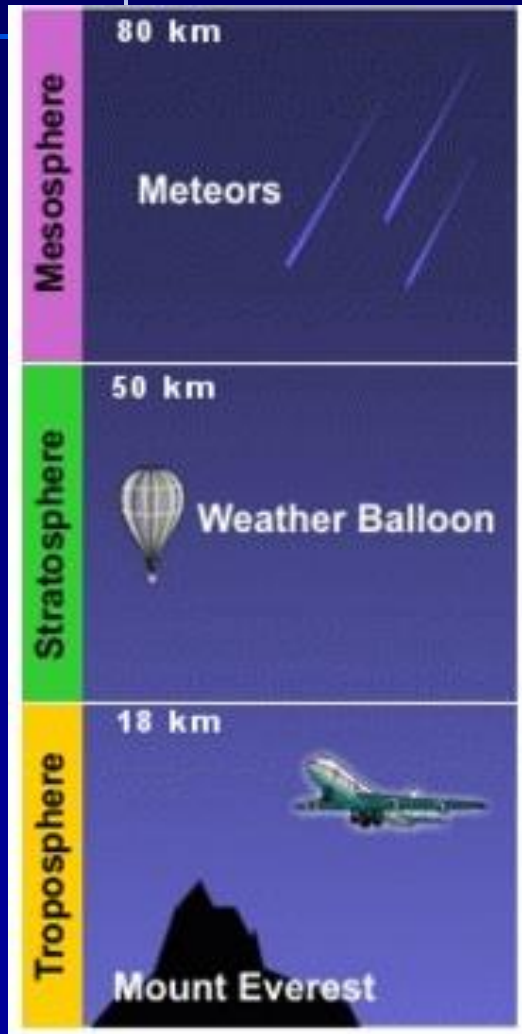 80 km
Mesosphere
Meteors
50 km
Stratosphere
Weather Balloon
18 km
Troposphere
Mount Everest